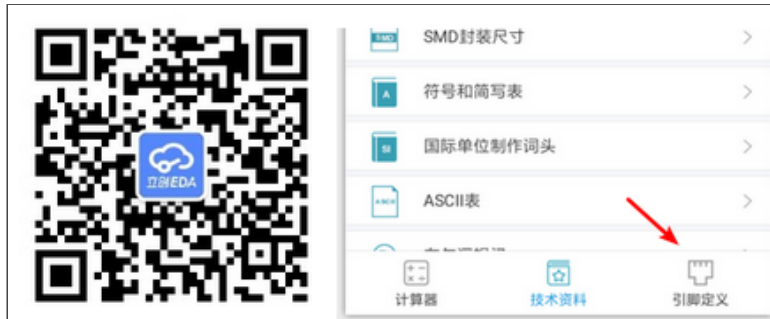 立创EDA
SMD封装尺寸
A
符号和简写表
SI
国际单位制作词头
ASCII
ASCII表
计算器
技术资料
引脚定义